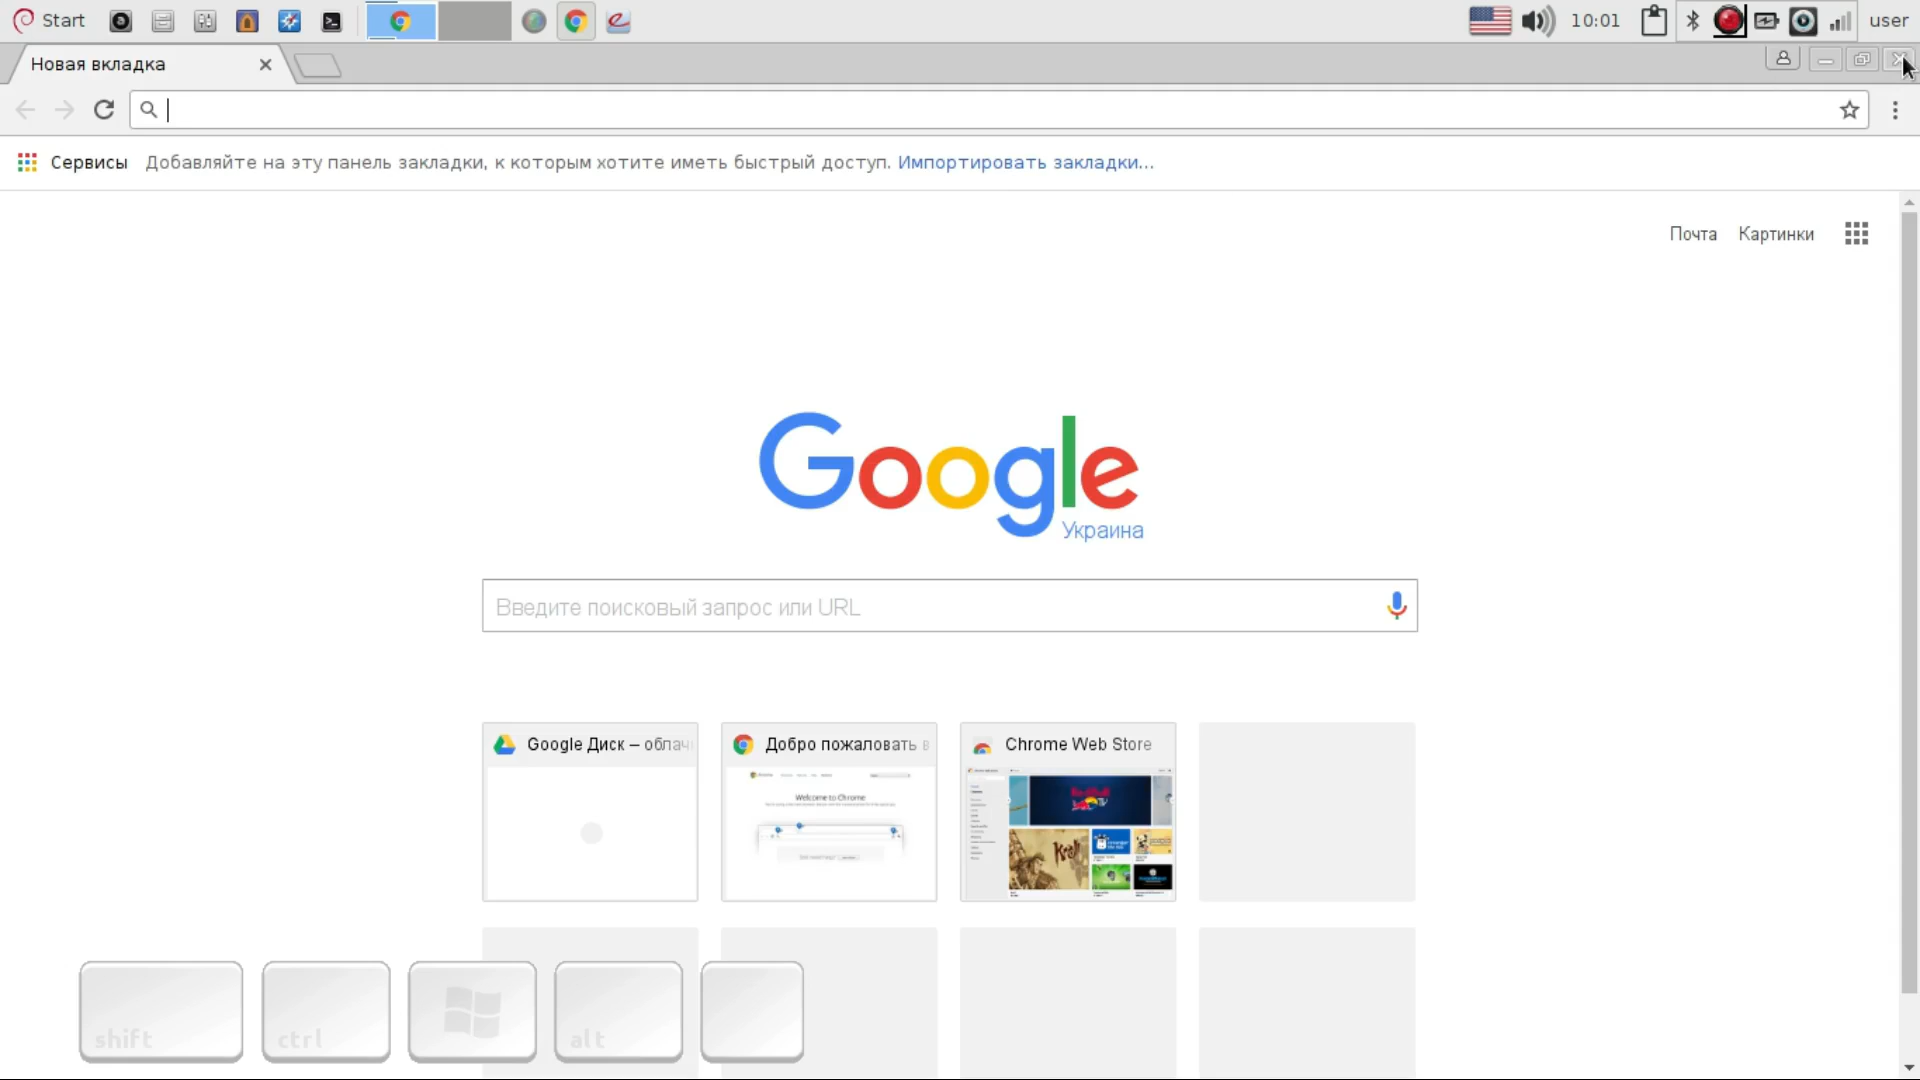 Start
10:01
user
Новая вкладка
Сервисы
Добавляйте на эту панель закладки, к которым хотите иметь быстрый доступ. Импортировать закладки...
Почта
Картинки
Google
Украина
Введите поисковый запрос или URL
Google Диск – облач
Добро пожаловать в
Chrome Web Store
Welcome to Chrome
shift
ctrl
alt